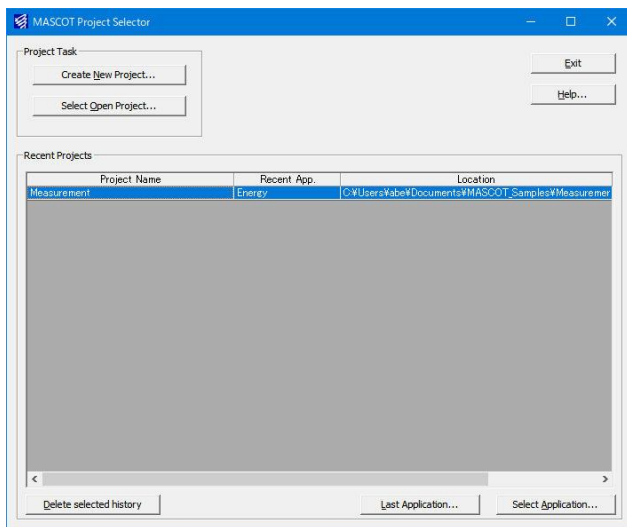 MASCOT Project Selector
Project Task
Create New Project...
Select Open Project...
Exit
Help...
Recent Projects
Project Name Recent App. Location
Measurement Energy C:¥Users¥abe¥Documents¥MASCOT_Samples¥Measuremer
Delete selected history Last Application... Select Application...